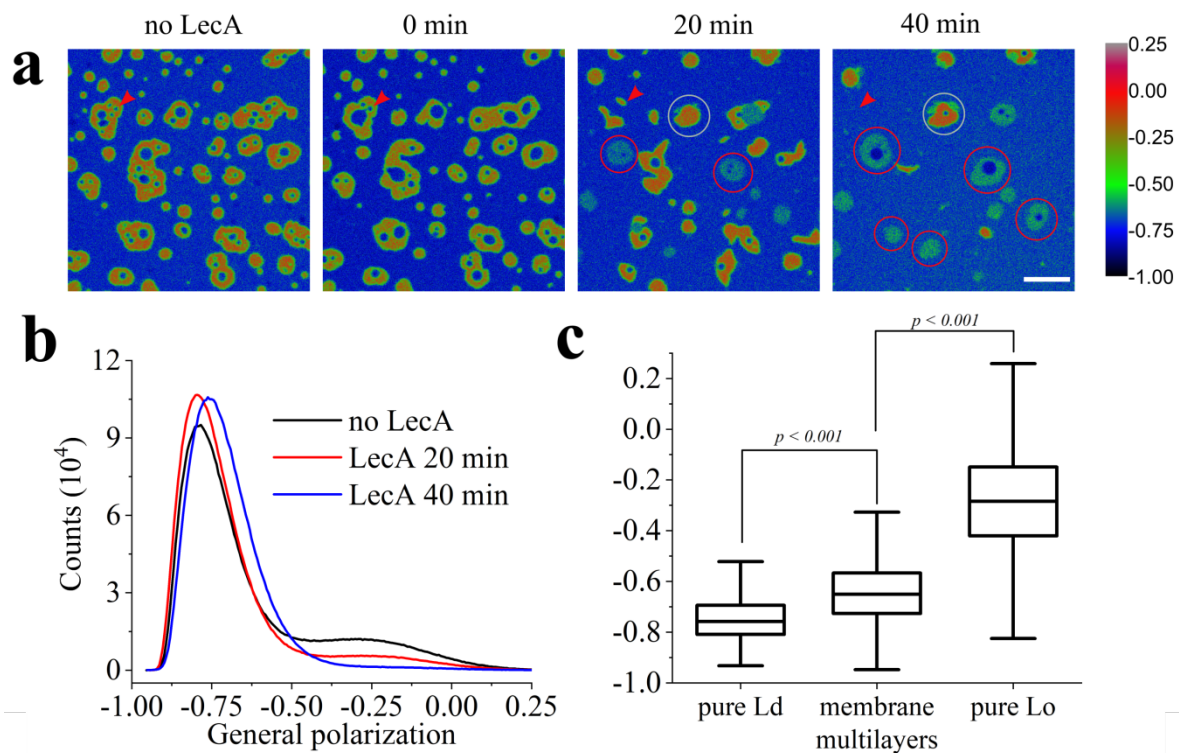 no LecA 0 min 20 min 40 min
a
0.25
0.00
-0.25
-0.50
-0.75
-1.00
b
12
9
6
3
0
Counts (10⁴)
no LecA
LecA 20 min
LecA 40 min
-1.00 -0.75 -0.50 -0.25 0.00 0.25
General polarization
c
p < 0.001
p < 0.001
0.2
0.0
-0.2
-0.4
-0.6
-0.8
-1.0
pure Ld membrane pure Lo
multilayers